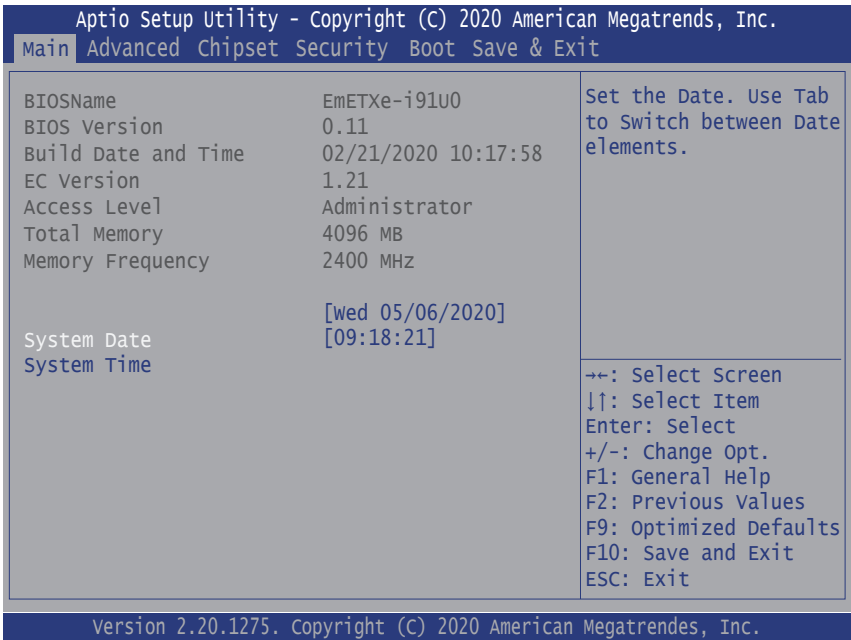 Aptio Setup Utility - Copyright (C) 2020 American Megatrends, Inc.
Main Advanced Chipset Security Boot Save & Exit
BIOSName EmETXe-i91U0
BIOS Version 0.11
Build Date and Time 02/21/2020 10:17:58
EC Version 1.21
Access Level Administrator
Total Memory 4096 MB
Memory Frequency 2400 MHz
[Wed 05/06/2020]
System Date [09:18:21]
System Time
Set the Date. Use Tab
to Switch between Date
elements.
→←: Select Screen
↓↑: Select Item
Enter: Select
+/-: Change Opt.
F1: General Help
F2: Previous Values
F9: Optimized Defaults
F10: Save and Exit
ESC: Exit
Version 2.20.1275. Copyright (C) 2020 American Megatrendes, Inc.